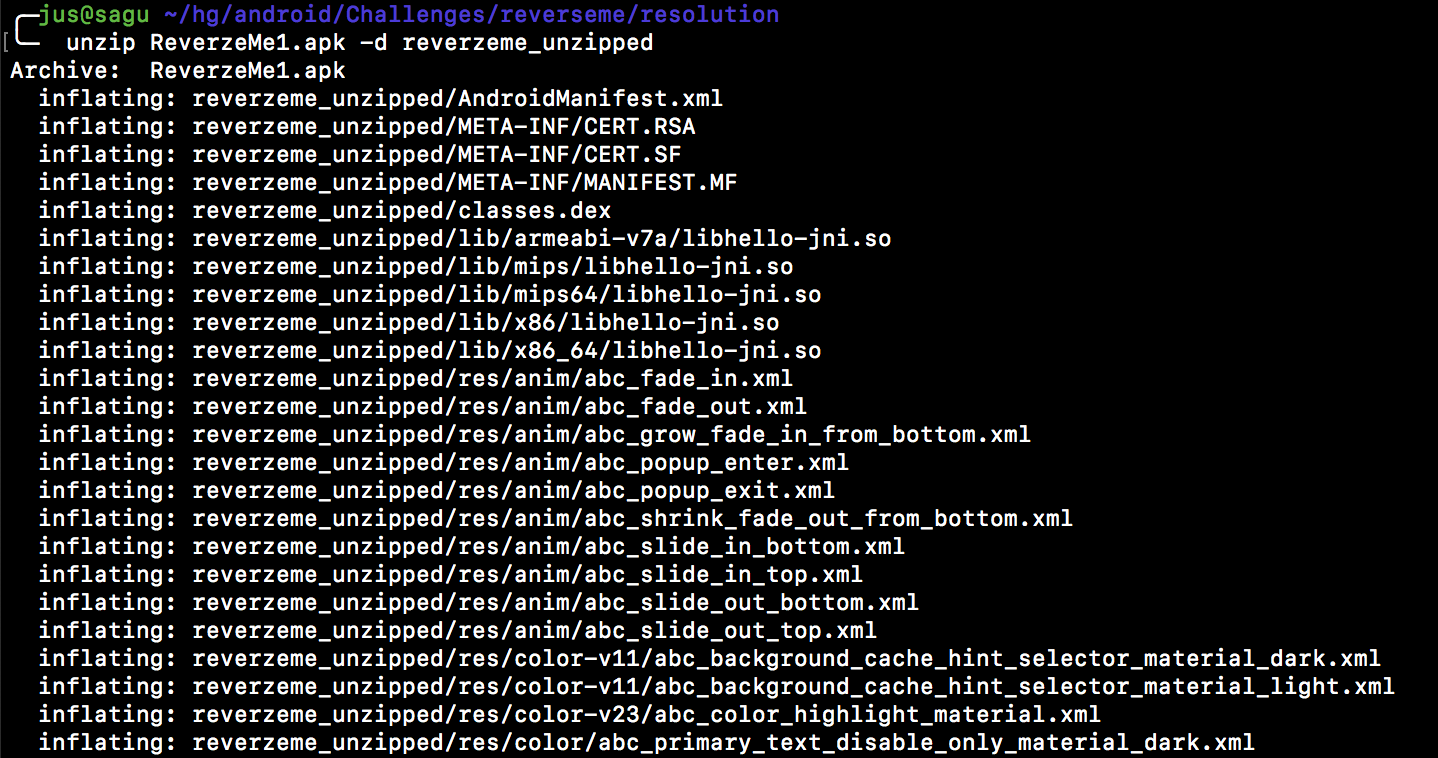 jus@sagu ~/hg/android/Challenges/reverseme/resolution
unzip ReverzeMe1.apk -d reverzeme_unzipped
Archive:  ReverzeMe1.apk
  inflating: reverzeme_unzipped/AndroidManifest.xml
  inflating: reverzeme_unzipped/META-INF/CERT.RSA
  inflating: reverzeme_unzipped/META-INF/CERT.SF
  inflating: reverzeme_unzipped/META-INF/MANIFEST.MF
  inflating: reverzeme_unzipped/classes.dex
  inflating: reverzeme_unzipped/lib/armeabi-v7a/libhello-jni.so
  inflating: reverzeme_unzipped/lib/mips/libhello-jni.so
  inflating: reverzeme_unzipped/lib/mips64/libhello-jni.so
  inflating: reverzeme_unzipped/lib/x86/libhello-jni.so
  inflating: reverzeme_unzipped/lib/x86_64/libhello-jni.so
  inflating: reverzeme_unzipped/res/anim/abc_fade_in.xml
  inflating: reverzeme_unzipped/res/anim/abc_fade_out.xml
  inflating: reverzeme_unzipped/res/anim/abc_grow_fade_in_from_bottom.xml
  inflating: reverzeme_unzipped/res/anim/abc_popup_enter.xml
  inflating: reverzeme_unzipped/res/anim/abc_popup_exit.xml
  inflating: reverzeme_unzipped/res/anim/abc_shrink_fade_out_from_bottom.xml
  inflating: reverzeme_unzipped/res/anim/abc_slide_in_bottom.xml
  inflating: reverzeme_unzipped/res/anim/abc_slide_in_top.xml
  inflating: reverzeme_unzipped/res/anim/abc_slide_out_bottom.xml
  inflating: reverzeme_unzipped/res/anim/abc_slide_out_top.xml
  inflating: reverzeme_unzipped/res/color-v11/abc_background_cache_hint_selector_material_dark.xml
  inflating: reverzeme_unzipped/res/color-v11/abc_background_cache_hint_selector_material_light.xml
  inflating: reverzeme_unzipped/res/color-v23/abc_color_highlight_material.xml
  inflating: reverzeme_unzipped/res/color/abc_primary_text_disable_only_material_dark.xml